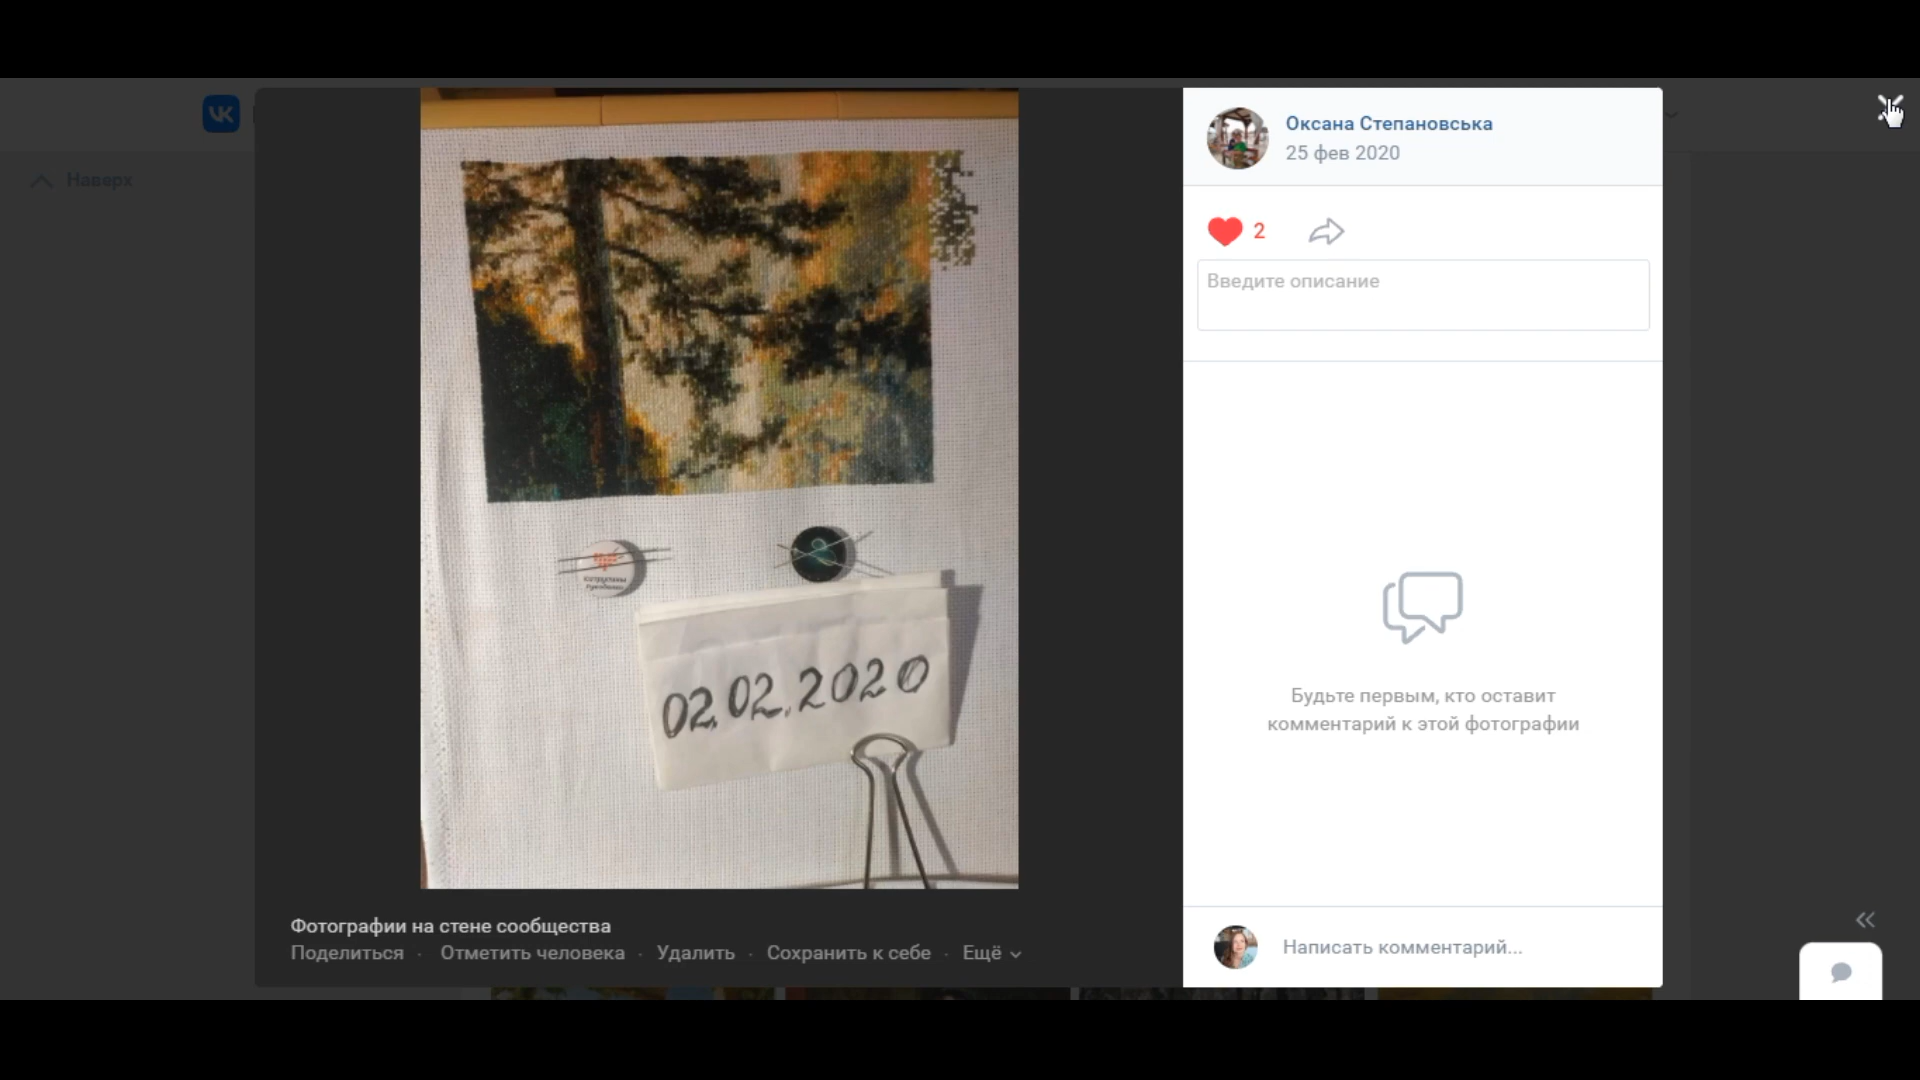 Наверх
Оксана Степановська
25 фев 2020
2
Введите описание
02.02.2020
Будьте первым, кто оставит
комментарий к этой фотографии
Фотографии на стене сообщества
Поделиться · Отметить человека · Удалить · Сохранить к себе · Ещё
Написать комментарий...